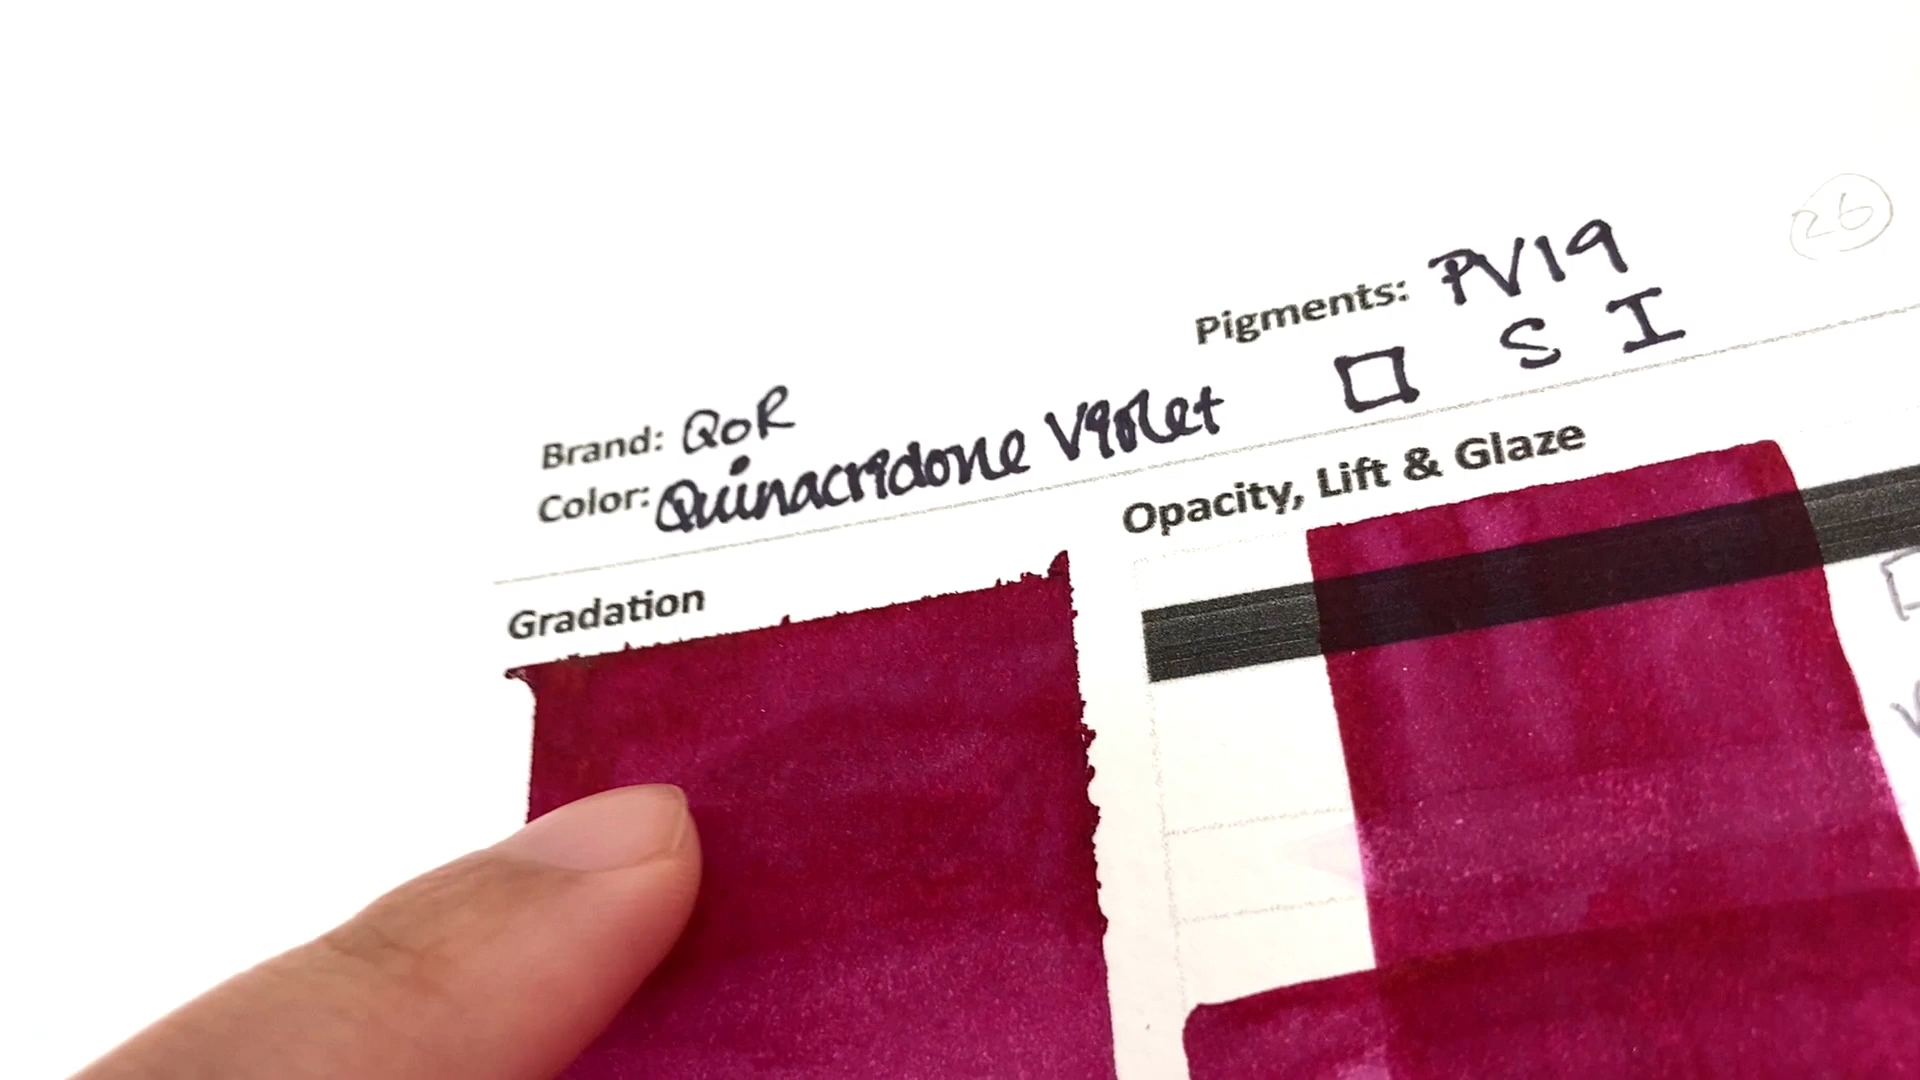 26
Pigments: PV19
Brand: QoR
Color: Quinacridone Violet □ S I
Opacity, Lift & Glaze
Gradation